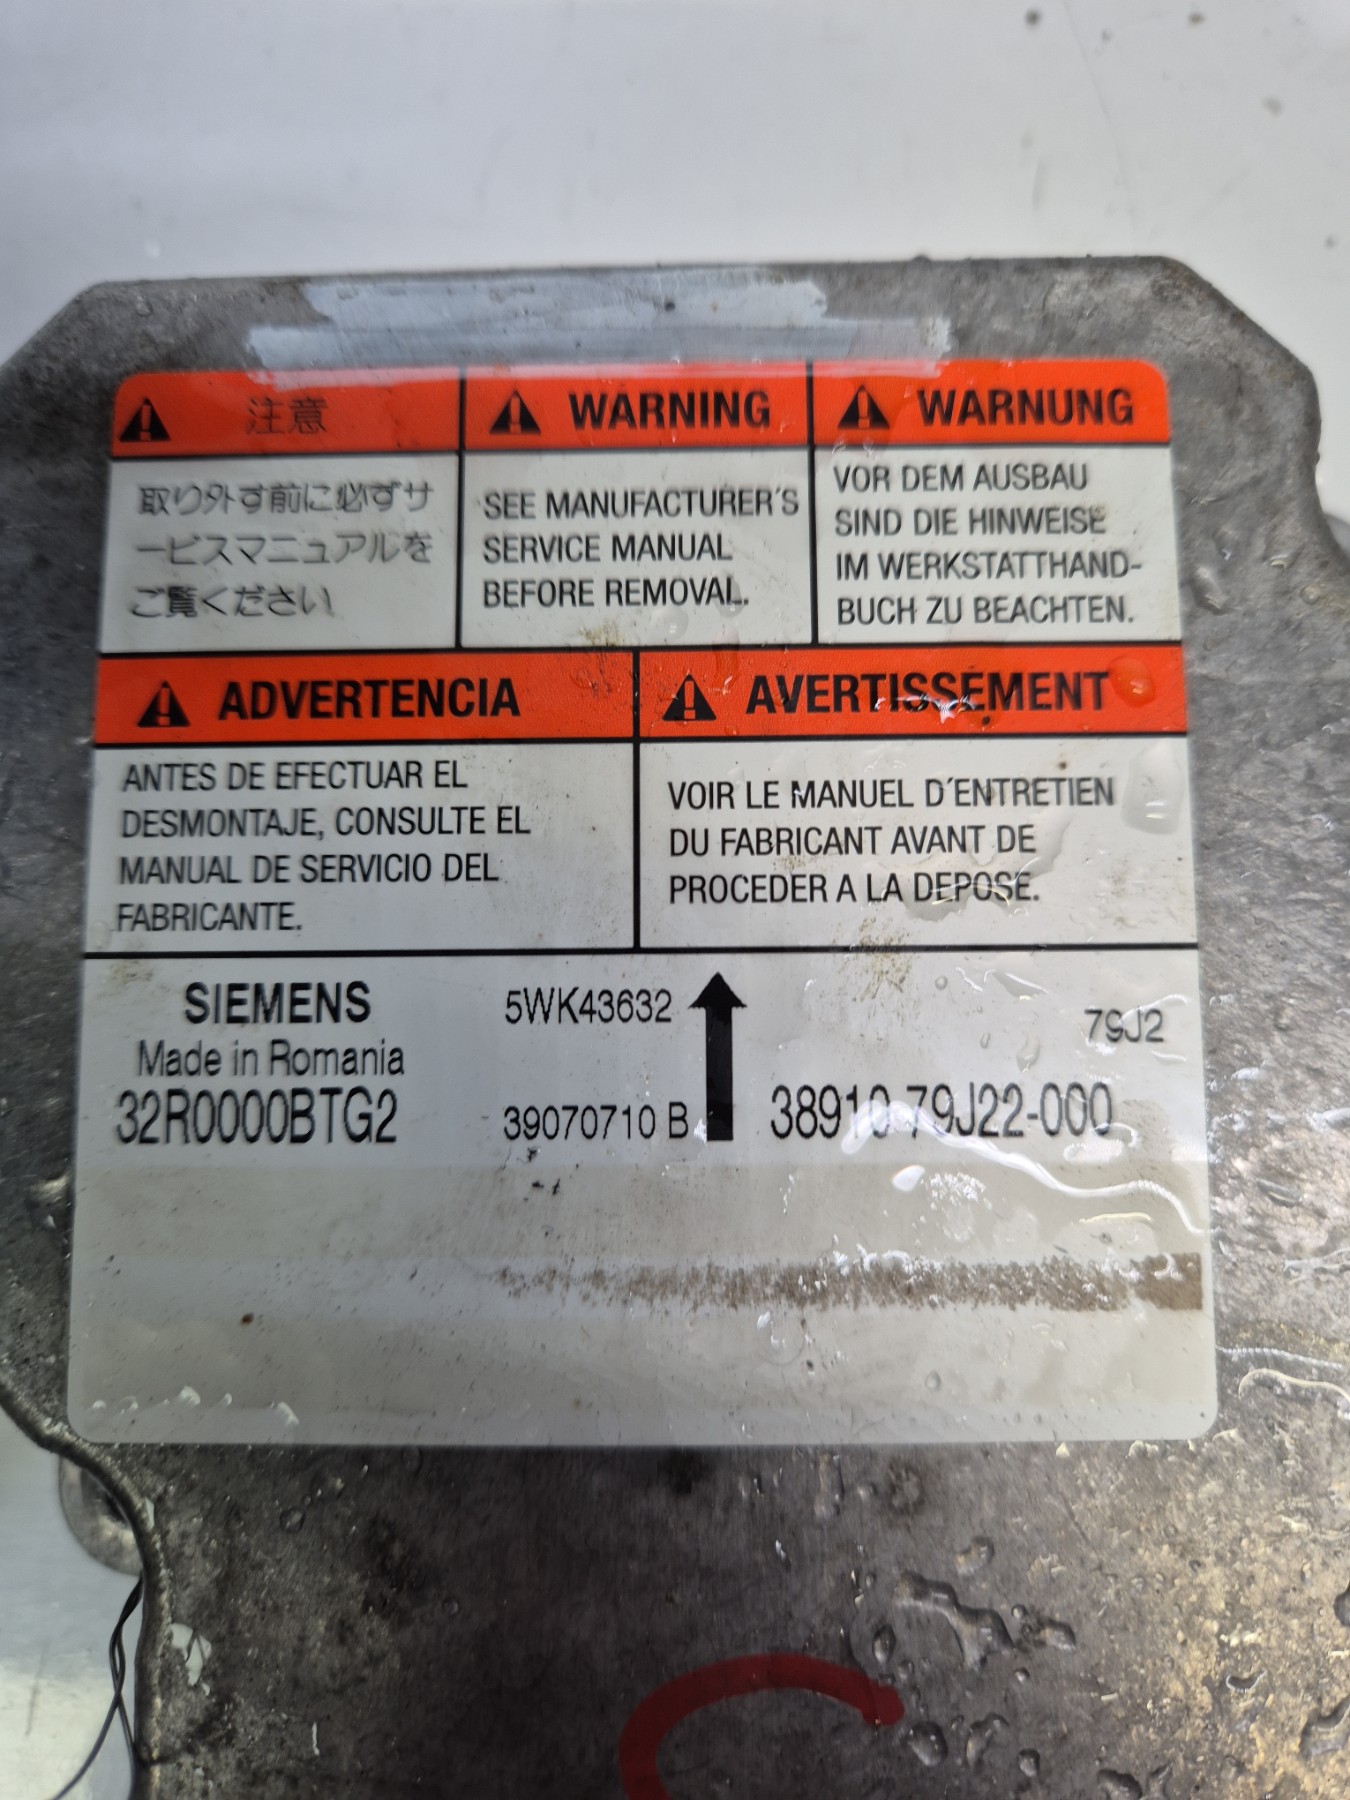 注意
取り外す前に必ずサ
ービスマニュアルを
ご覧ください
WARNING
SEE MANUFACTURER'S
SERVICE MANUAL
BEFORE REMOVAL.
WARNUNG
VOR DEM AUSBAU
SIND DIE HINWEISE
IM WERKSTATTHAND-
BUCH ZU BEACHTEN.
ADVERTENCIA
ANTES DE EFECTUAR EL
DESMONTAJE, CONSULTE EL
MANUAL DE SERVICIO DEL
FABRICANTE.
AVERTISSEMENT
VOIR LE MANUEL D'ENTRETIEN
DU FABRICANT AVANT DE
PROCEDER A LA DEPOSE.
SIEMENS 5WK43632 79J2
Made in Romania
32R0000BTG2 39070710 B 38910-79J22-000